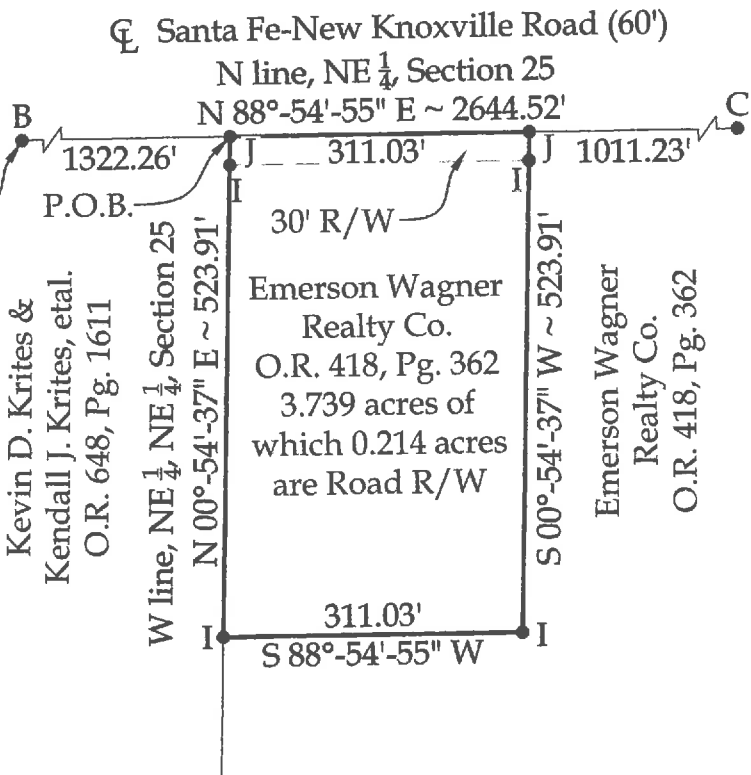 ℄ Santa Fe-New Knoxville Road (60')
N line, NE 1/4, Section 25
N 88°-54'-55" E ~ 2644.52'
B
C
1322.26'
J
311.03'
J
1011.23'
I
I
P.O.B.
30' R/W
Kevin D. Krites &
Kendall J. Krites, etal.
O.R. 648, Pg. 1611
W line, NE 1/4, NE 1/4, Section 25
N 00°-54'-37" E ~ 523.91'
Emerson Wagner
Realty Co.
O.R. 418, Pg. 362
3.739 acres of
which 0.214 acres
are Road R/W
S 00°-54'-37" W ~ 523.91'
Emerson Wagner
Realty Co.
O.R. 418, Pg. 362
311.03'
I
I
S 88°-54'-55" W